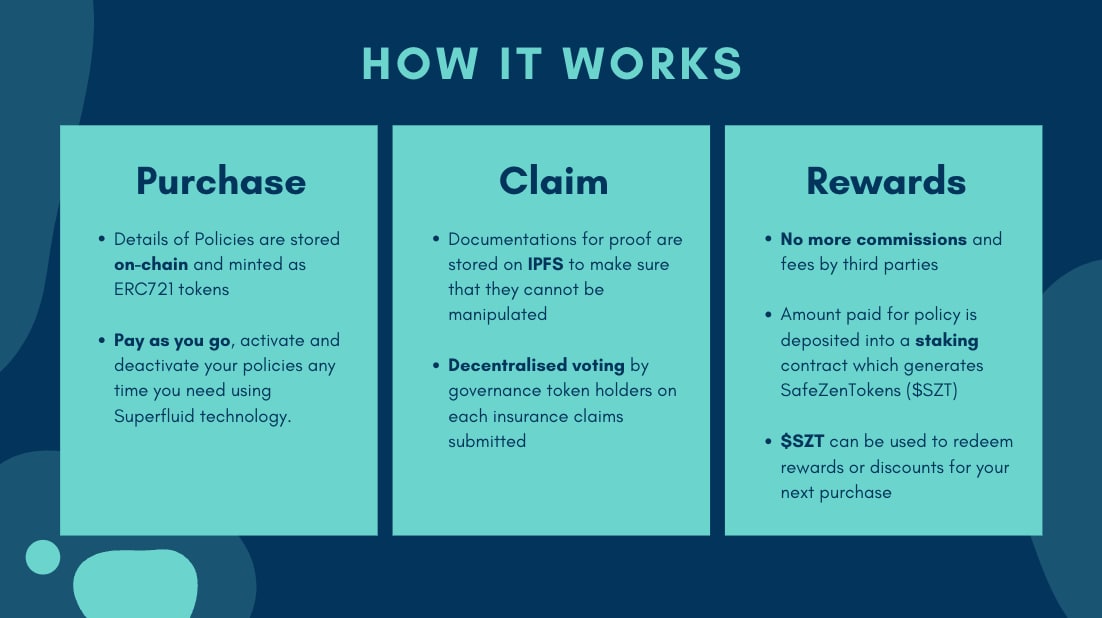 HOW IT WORKS
Purchase
• Details of Policies are stored
on-chain and minted as
ERC721 tokens
• Pay as you go, activate and
deactivate your policies any
time you need using
Superfluid technology.
Claim
• Documentations for proof are
stored on IPFS to make sure
that they cannot be
manipulated
• Decentralised voting by
governance token holders on
each insurance claims
submitted
Rewards
• No more commissions and
fees by third parties
• Amount paid for policy is
deposited into a staking
contract which generates
SafeZenTokens ($SZT)
• $SZT can be used to redeem
rewards or discounts for your
next purchase